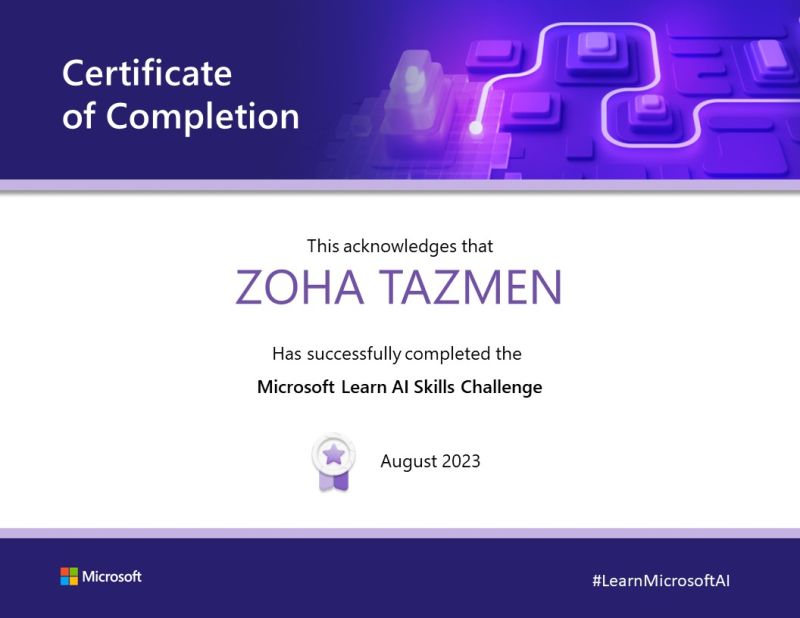 Certificate
of Completion
This acknowledges that
ZOHA TAZMEN
Has successfully completed the
Microsoft Learn AI Skills Challenge
August 2023
Microsoft
#LearnMicrosoftAI